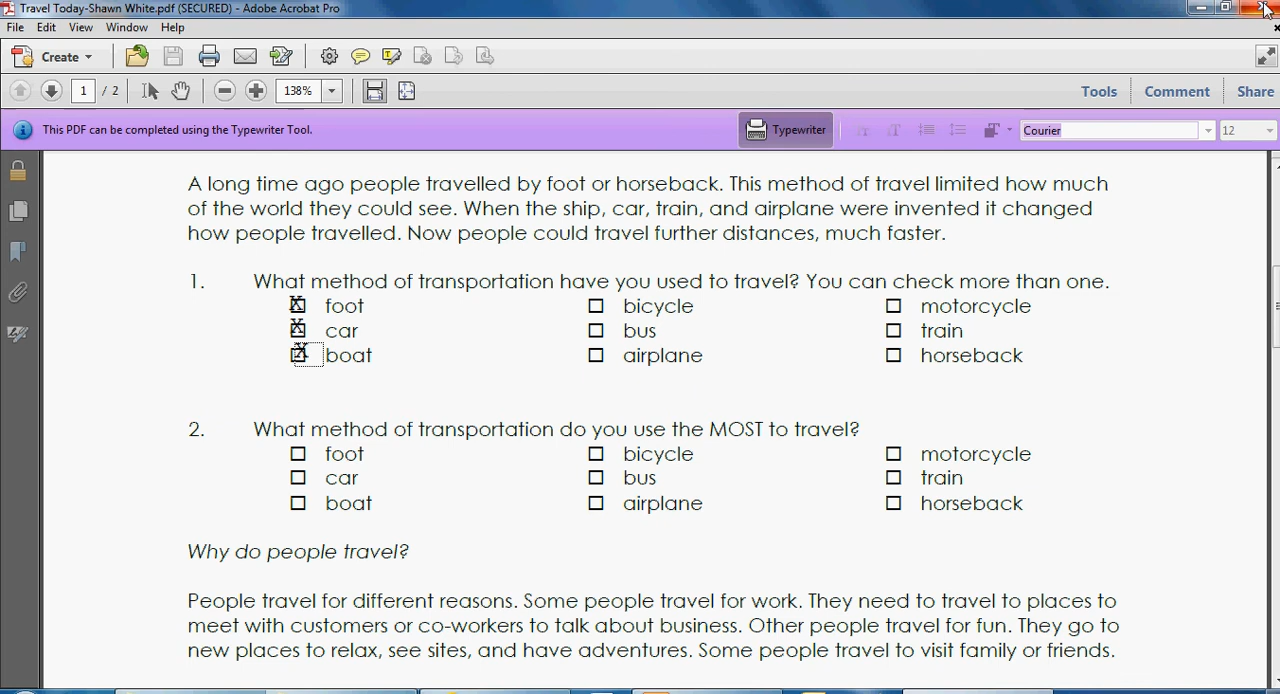 Travel Today-Shawn White.pdf (SECURED) - Adobe Acrobat Pro
File Edit View Window Help
Create
1 / 2 138% Tools Comment Share
This PDF can be completed using the Typewriter Tool. Typewriter Courier 12
A long time ago people travelled by foot or horseback. This method of travel limited how much
of the world they could see. When the ship, car, train, and airplane were invented it changed
how people travelled. Now people could travel further distances, much faster.
1. What method of transportation have you used to travel? You can check more than one.
X foot bicycle motorcycle
X car bus train
X boat airplane horseback
2. What method of transportation do you use the MOST to travel?
foot bicycle motorcycle
car bus train
boat airplane horseback
Why do people travel?
People travel for different reasons. Some people travel for work. They need to travel to places to
meet with customers or co-workers to talk about business. Other people travel for fun. They go to
new places to relax, see sites, and have adventures. Some people travel to visit family or friends.